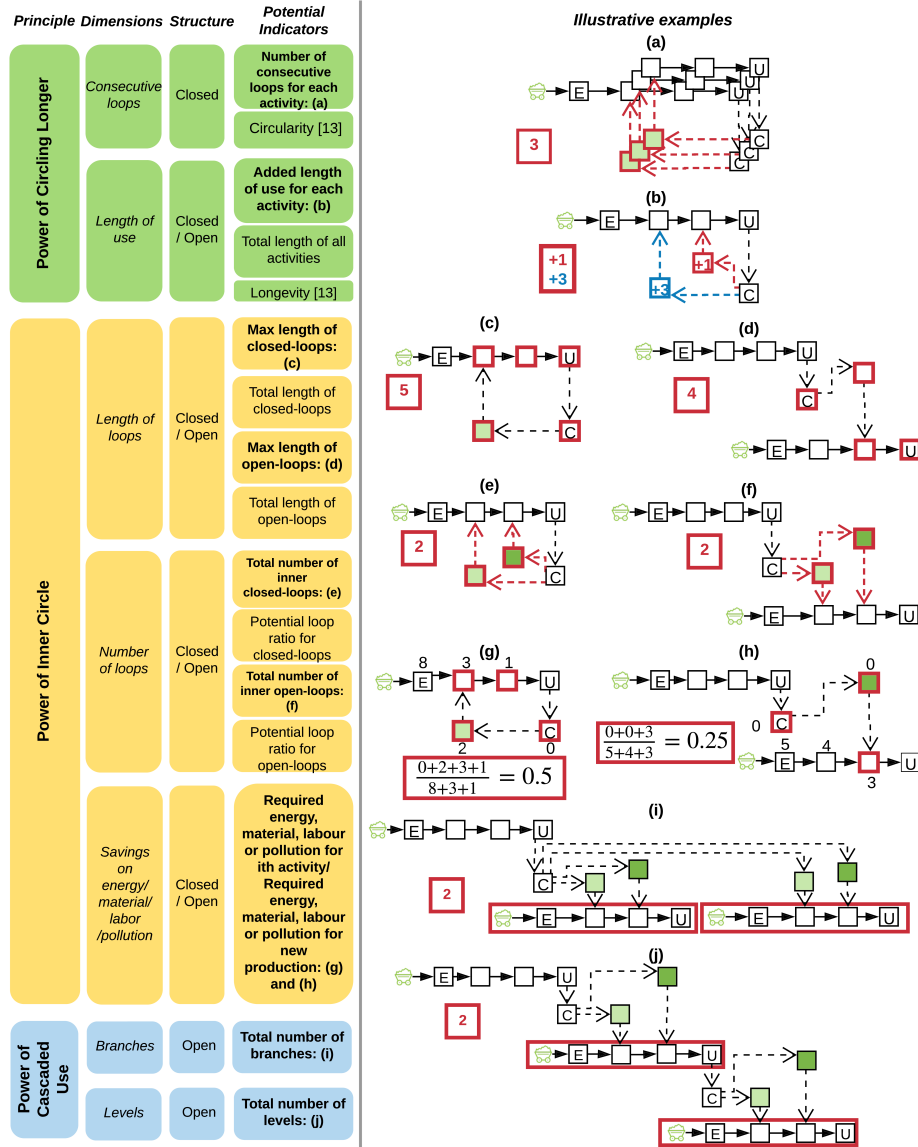 Principle Dimensions Structure Potential
Indicators
Illustrative examples
Power of Circling Longer
Consecutive
loops
Closed
Number of
consecutive
loops for each
activity: (a)
Circularity [13]
Length of
use
Closed
/ Open
Added length
of use for each
activity: (b)
Total length of all
activities
Longevity [13]
Power of Inner Circle
Length of
loops
Closed
/ Open
Max length of
closed-loops:
(c)
Total length of
closed-loops
Max length of
open-loops: (d)
Total length of
open-loops
Number
of loops
Closed
/ Open
Total number of
inner
closed-loops: (e)
Potential loop
ratio for
closed-loops
Total number of
inner open-loops:
(f)
Potential loop
ratio for
open-loops
Savings
on
energy/
material/
labor
/pollution
Closed
/ Open
Required
energy,
material, labour
or pollution for
ith activity/
Required
energy,
material, labour
or pollution for
new
production: (g)
and (h)
Power of
Cascaded
Use
Branches
Open
Total number of
branches: (i)
Levels
Open
Total number of
levels: (j)
(a)
E U U U
3
C C C
(b)
E U
+1
+3
+1
+3
C
(c)
E U
5
C
(d)
E U
4
C
E U
(e)
E U
2
C
(f)
E U
2
C
E U
(g)
8 3 1
E U
C
2 0
0+2+3+1
8+3+1
= 0.5
(h)
0
E U
0 C
0+0+3
5+4+3
= 0.25
5 4
E U
3
(i)
E U
C
2
E U E U
(j)
E U
C
2
E U
C
E U